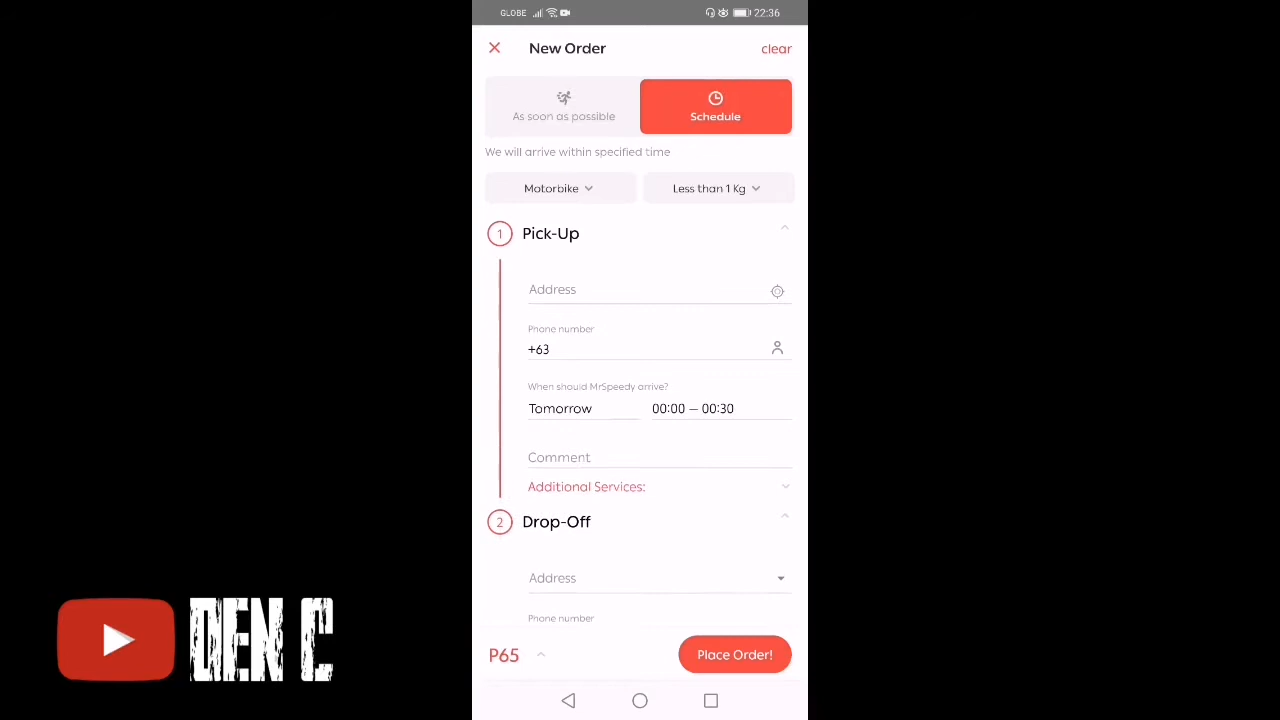 GLOBE
22:36
New Order
clear
As soon as possible
Schedule
We will arrive within specified time
Motorbike
Less than 1 Kg
1
Pick-Up
Address
Phone number
+63
When should MrSpeedy arrive?
Tomorrow
00:00 — 00:30
Comment
Additional Services:
2
Drop-Off
Address
Phone number
P65
Place Order!
DEN C